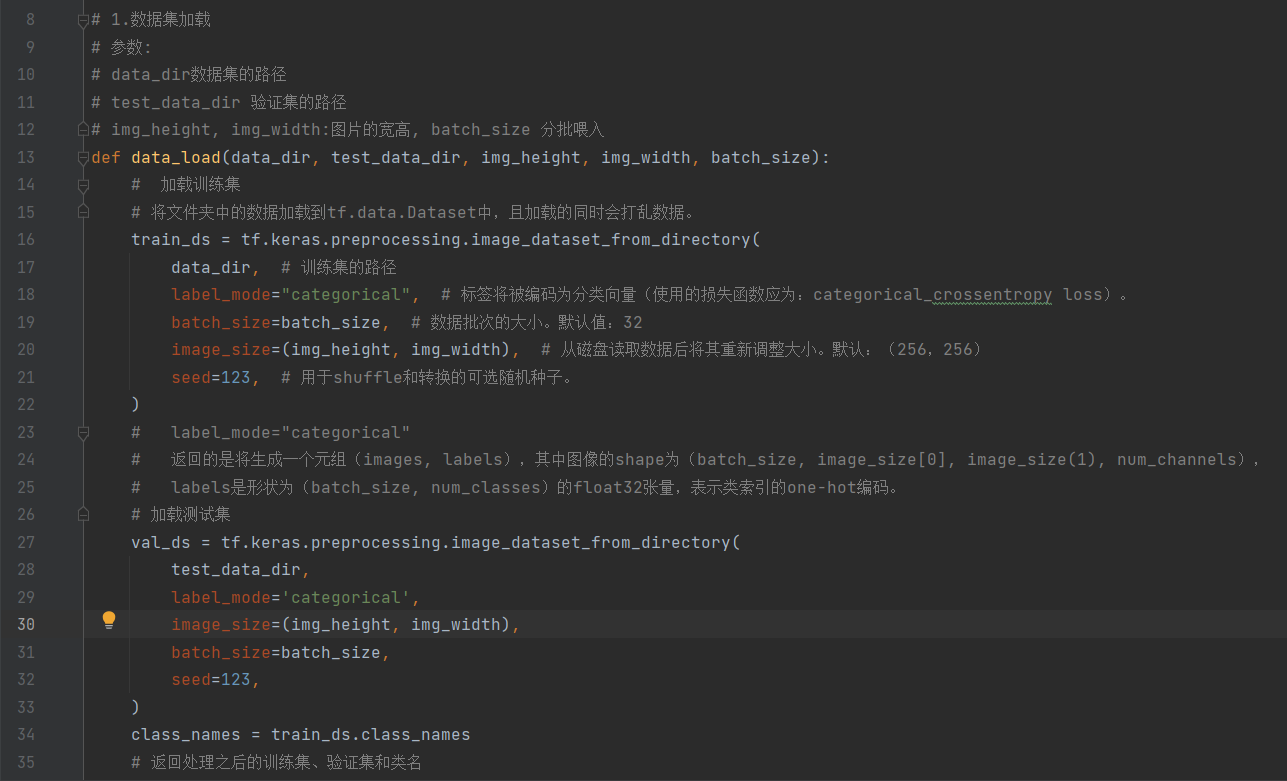 8 # 1.数据集加载
9 # 参数:
10 # data_dir数据集的路径
11 # test_data_dir 验证集的路径
12 # img_height, img_width:图片的宽高, batch_size 分批喂入
13 def data_load(data_dir, test_data_dir, img_height, img_width, batch_size):
14     #  加载训练集
15     # 将文件夹中的数据加载到tf.data.Dataset中，且加载的同时会打乱数据。
16     train_ds = tf.keras.preprocessing.image_dataset_from_directory(
17         data_dir,  # 训练集的路径
18         label_mode="categorical",  # 标签将被编码为分类向量（使用的损失函数应为：categorical_crossentropy loss）。
19         batch_size=batch_size,  # 数据批次的大小。默认值：32
20         image_size=(img_height, img_width),  # 从磁盘读取数据后将其重新调整大小。默认：（256，256）
21         seed=123,  # 用于shuffle和转换的可选随机种子。
22     )
23     #   label_mode="categorical"
24     #   返回的是将生成一个元组（images, labels），其中图像的shape为（batch_size, image_size[0], image_size(1), num_channels），
25     #   labels是形状为（batch_size, num_classes）的float32张量，表示类索引的one-hot编码。
26     # 加载测试集
27     val_ds = tf.keras.preprocessing.image_dataset_from_directory(
28         test_data_dir,
29         label_mode='categorical',
30         image_size=(img_height, img_width),
31         batch_size=batch_size,
32         seed=123,
33     )
34     class_names = train_ds.class_names
35     # 返回处理之后的训练集、验证集和类名